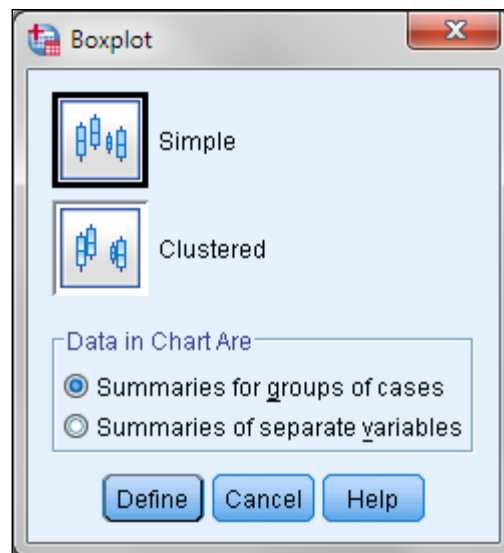 Boxplot
Simple
Clustered
Data in Chart Are
Summaries for groups of cases
Summaries of separate variables
Define Cancel Help